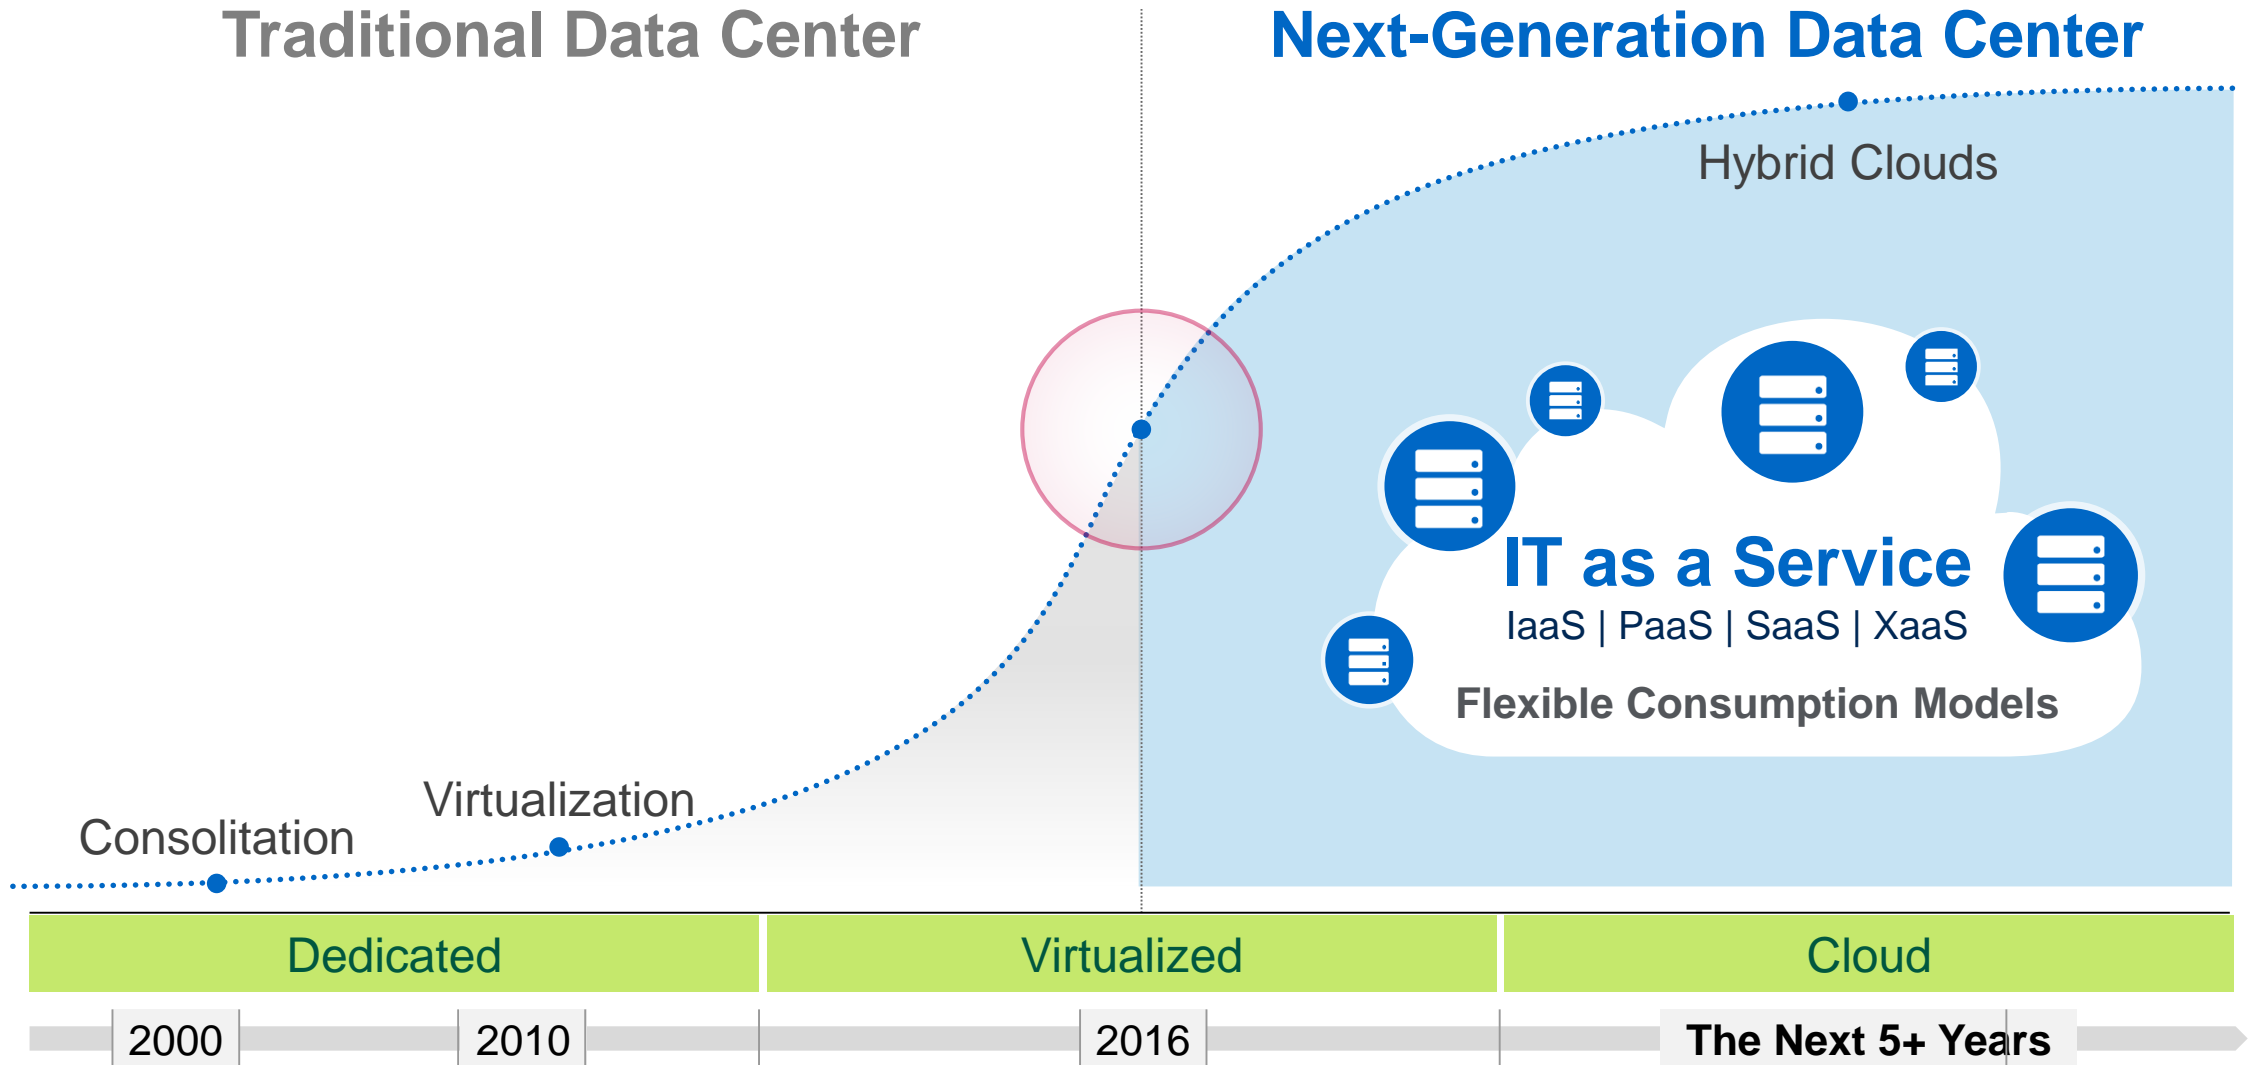 Traditional Data Center
Next-Generation Data Center
Hybrid Clouds
IT as a Service
IaaS | PaaS | SaaS | XaaS
Flexible Consumption Models
Virtualization
Consolitation
Dedicated
Virtualized
Cloud
2000
2010
2016
The Next 5+ Years